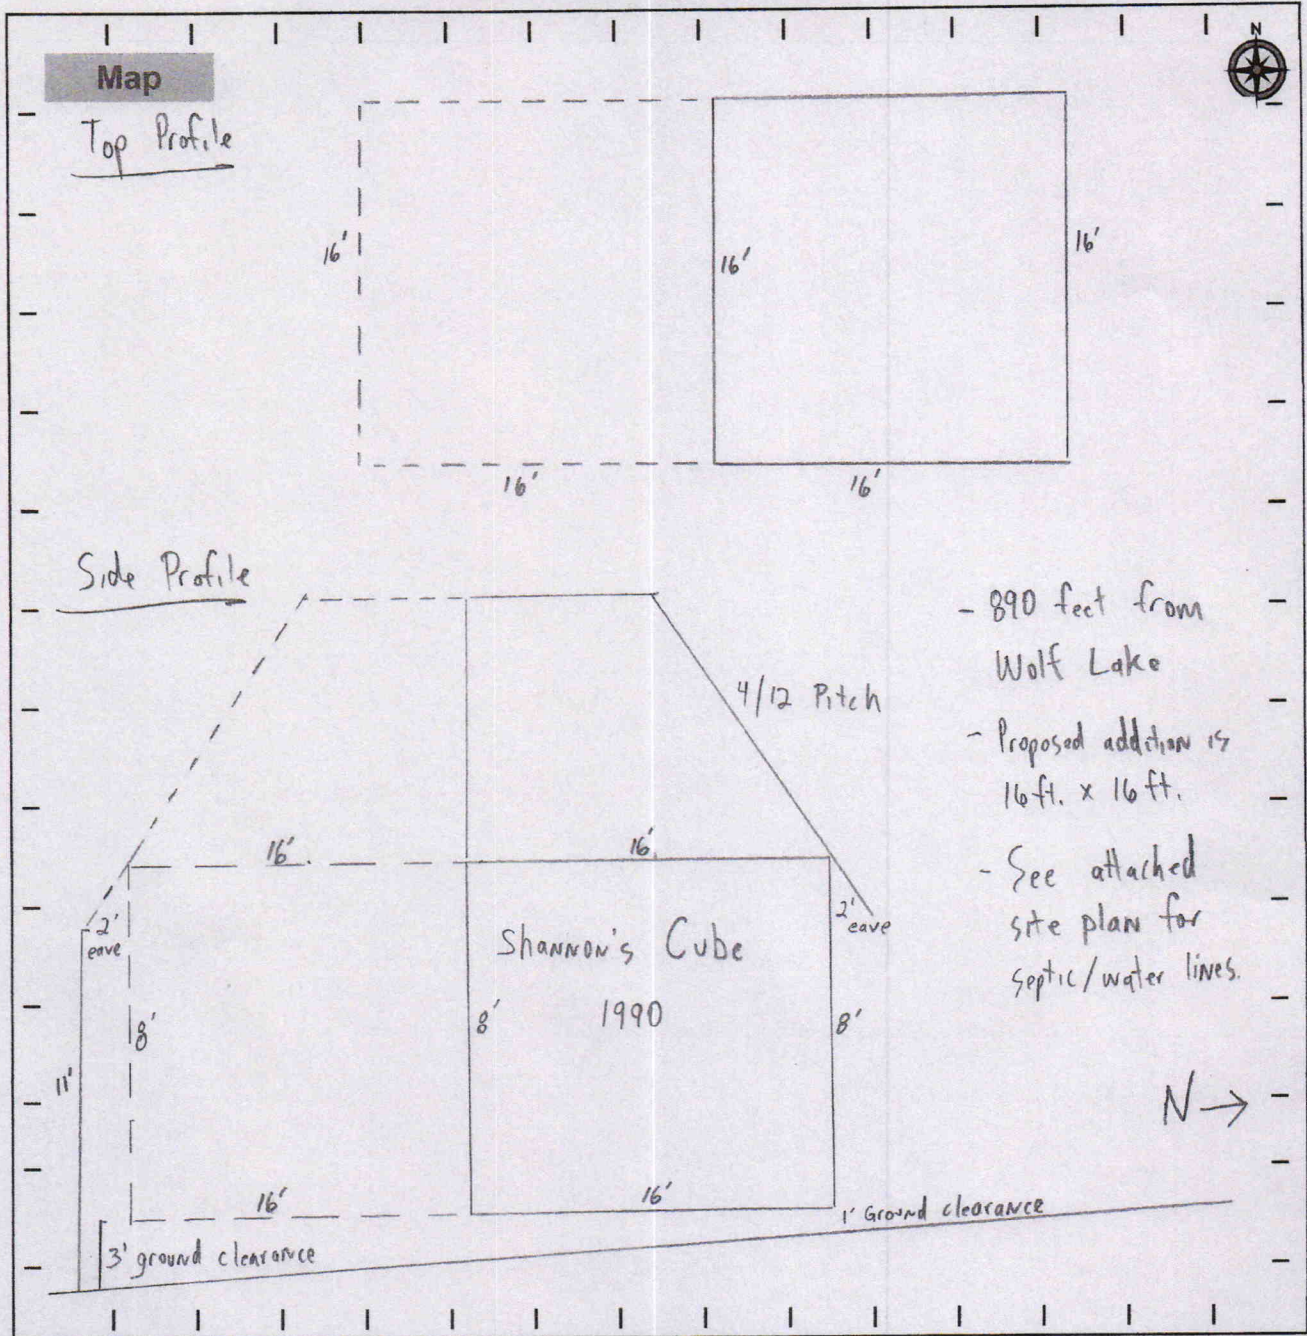 N
Map
Top Profile
16'
16'
16'
16'
16'
Side Profile
- 890 feet from
Wolf Lake
4/12 Pitch
- Proposed addition is
16ft. x 16 ft.
16'
16'
- See attached
site plan for
septic/water lines.
2'
eave
2'
eave
Shannon's Cube
1990
8'
8'
8'
11'
N
16'
16'
1' Ground clearance
3' ground clearance